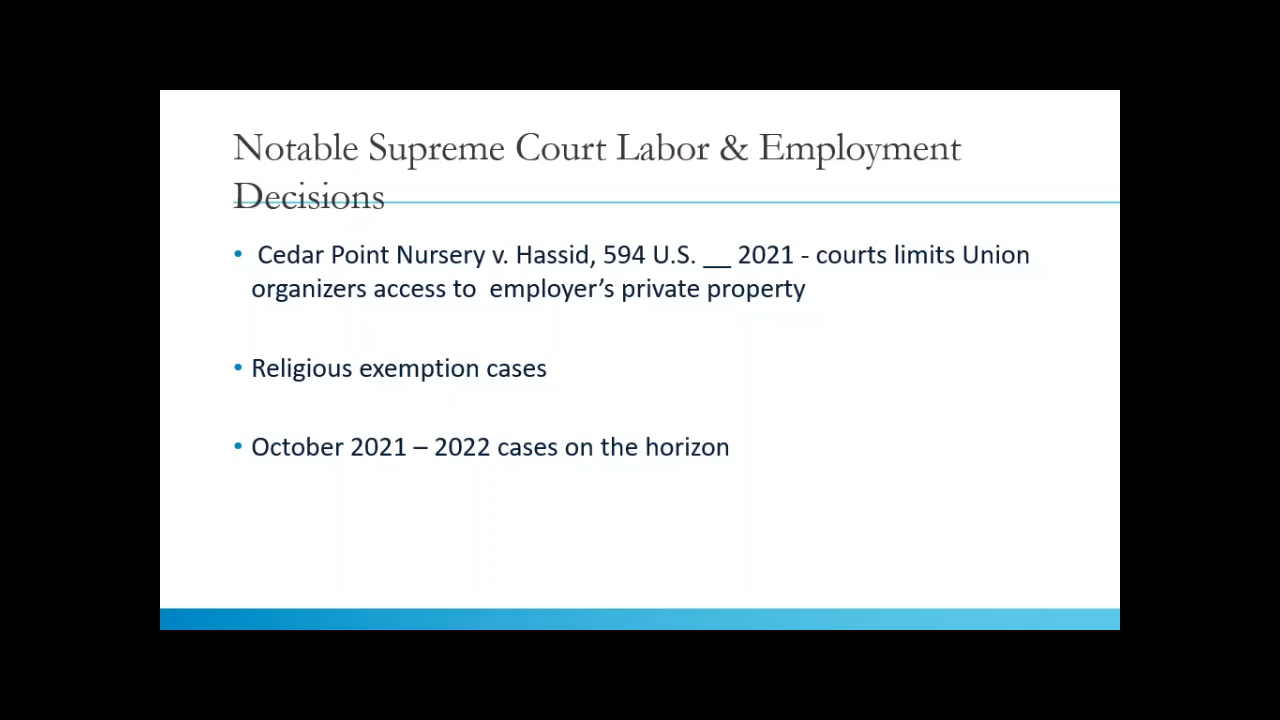 Notable Supreme Court Labor & Employment
Decisions
• Cedar Point Nursery v. Hassid, 594 U.S. __ 2021 - courts limits Union
organizers access to  employer’s private property
• Religious exemption cases
• October 2021 – 2022 cases on the horizon